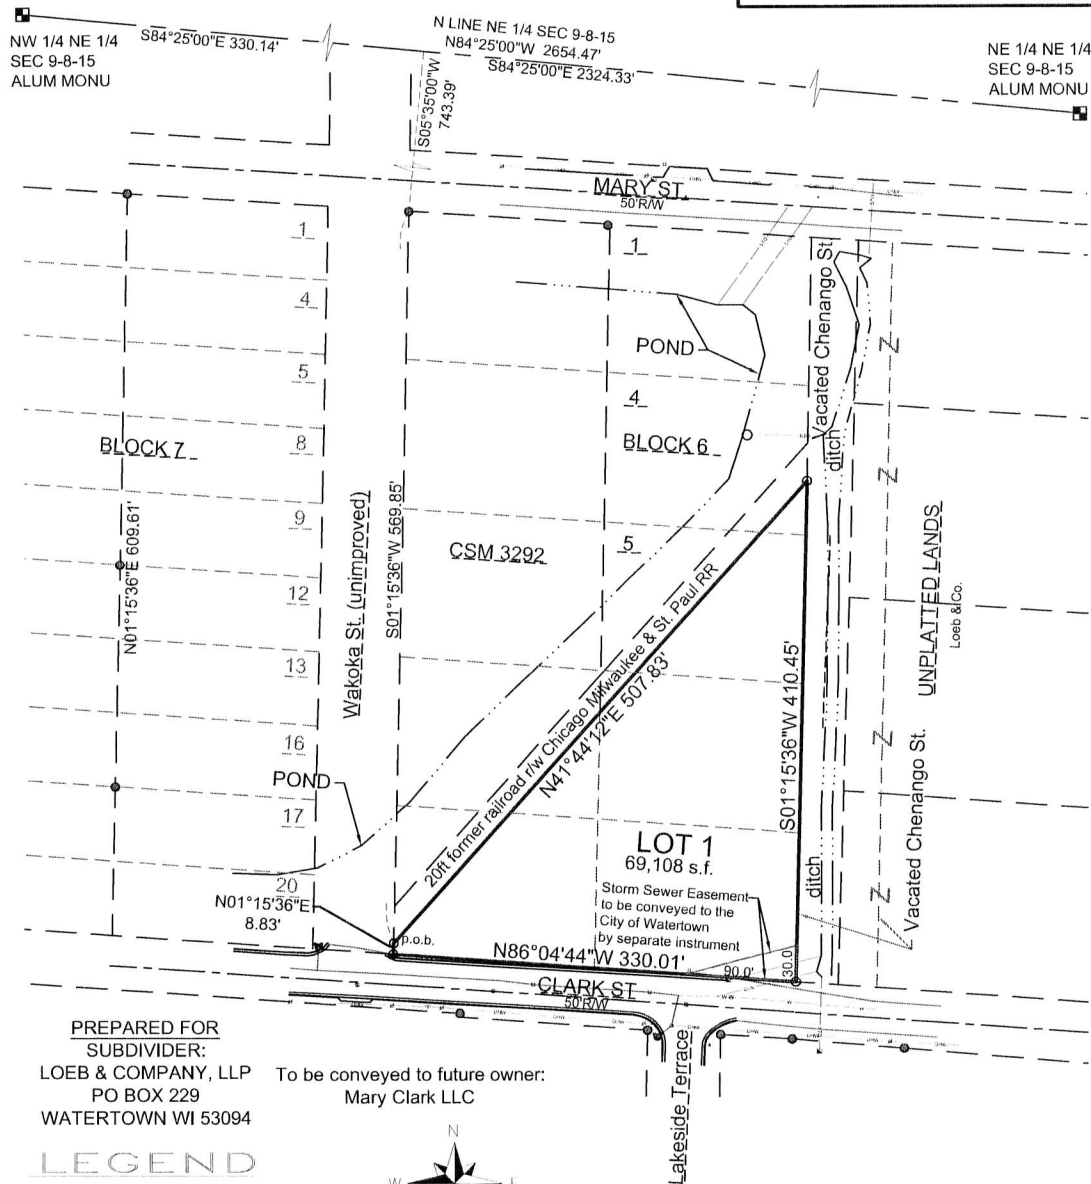 NW 1/4 NE 1/4
SEC 9-8-15
ALUM MONU
S84°25'00"E 330.14'
N LINE NE 1/4 SEC 9-8-15
N84°25'00"W 2654.47'
S84°25'00"E 2324.33'
NE 1/4 NE 1/4
SEC 9-8-15
ALUM MONU
S05°35'00"W
743.39'
MARY ST.
50'R/W
1
4
5
8
9
12
13
16
17
20
BLOCK 7
N01°15'36"E 609.61'
Wakoka St. (unimproved)
S01°15'36"W 569.85'
1
POND
4
BLOCK 6
CSM 3292
5
Vacated Chenango St.
ditch
Z
Z
UNPLATTED LANDS
Loeb & Co.
20ft former railroad r/w Chicago Milwaukee & St. Paul RR
N41°44'12"E 507.83'
S01°15'36"W 410.45'
Z
Vacated Chenango St.
POND
LOT 1
69,108 s.f.
ditch
Z
Storm Sewer Easement
to be conveyed to the
City of Watertown
by separate instrument
N01°15'36"E
8.83'
p.o.b.
N86°04'44"W 330.01'
90.0'
30.0'
CLARK ST
50'R/W
Lakeside Terrace
PREPARED FOR
SUBDIVIDER:
LOEB & COMPANY, LLP
PO BOX 229
WATERTOWN WI 53094
To be conveyed to future owner:
Mary Clark LLC
LEGEND
N
W
E